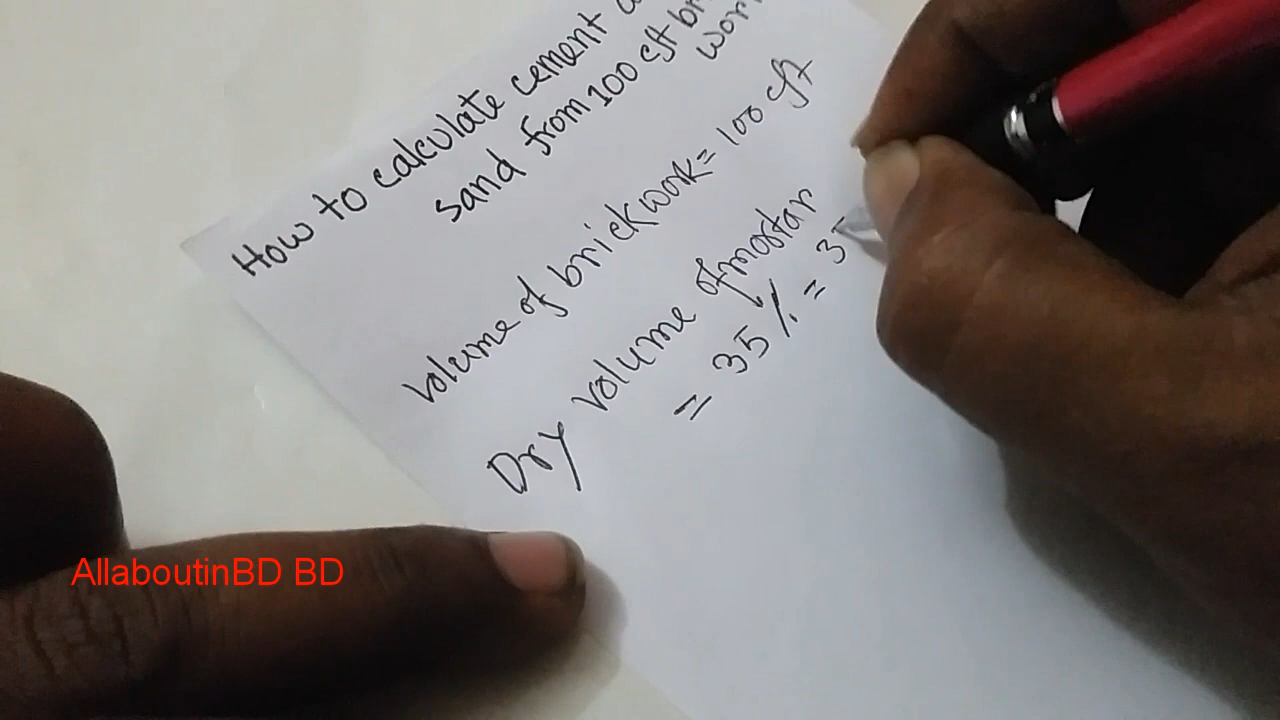 How to calculate cement
sand from 100 cft
volume of brickwork = 100 cft
Dry volume of mortar
= 35 % = 35
AllaboutinBD BD